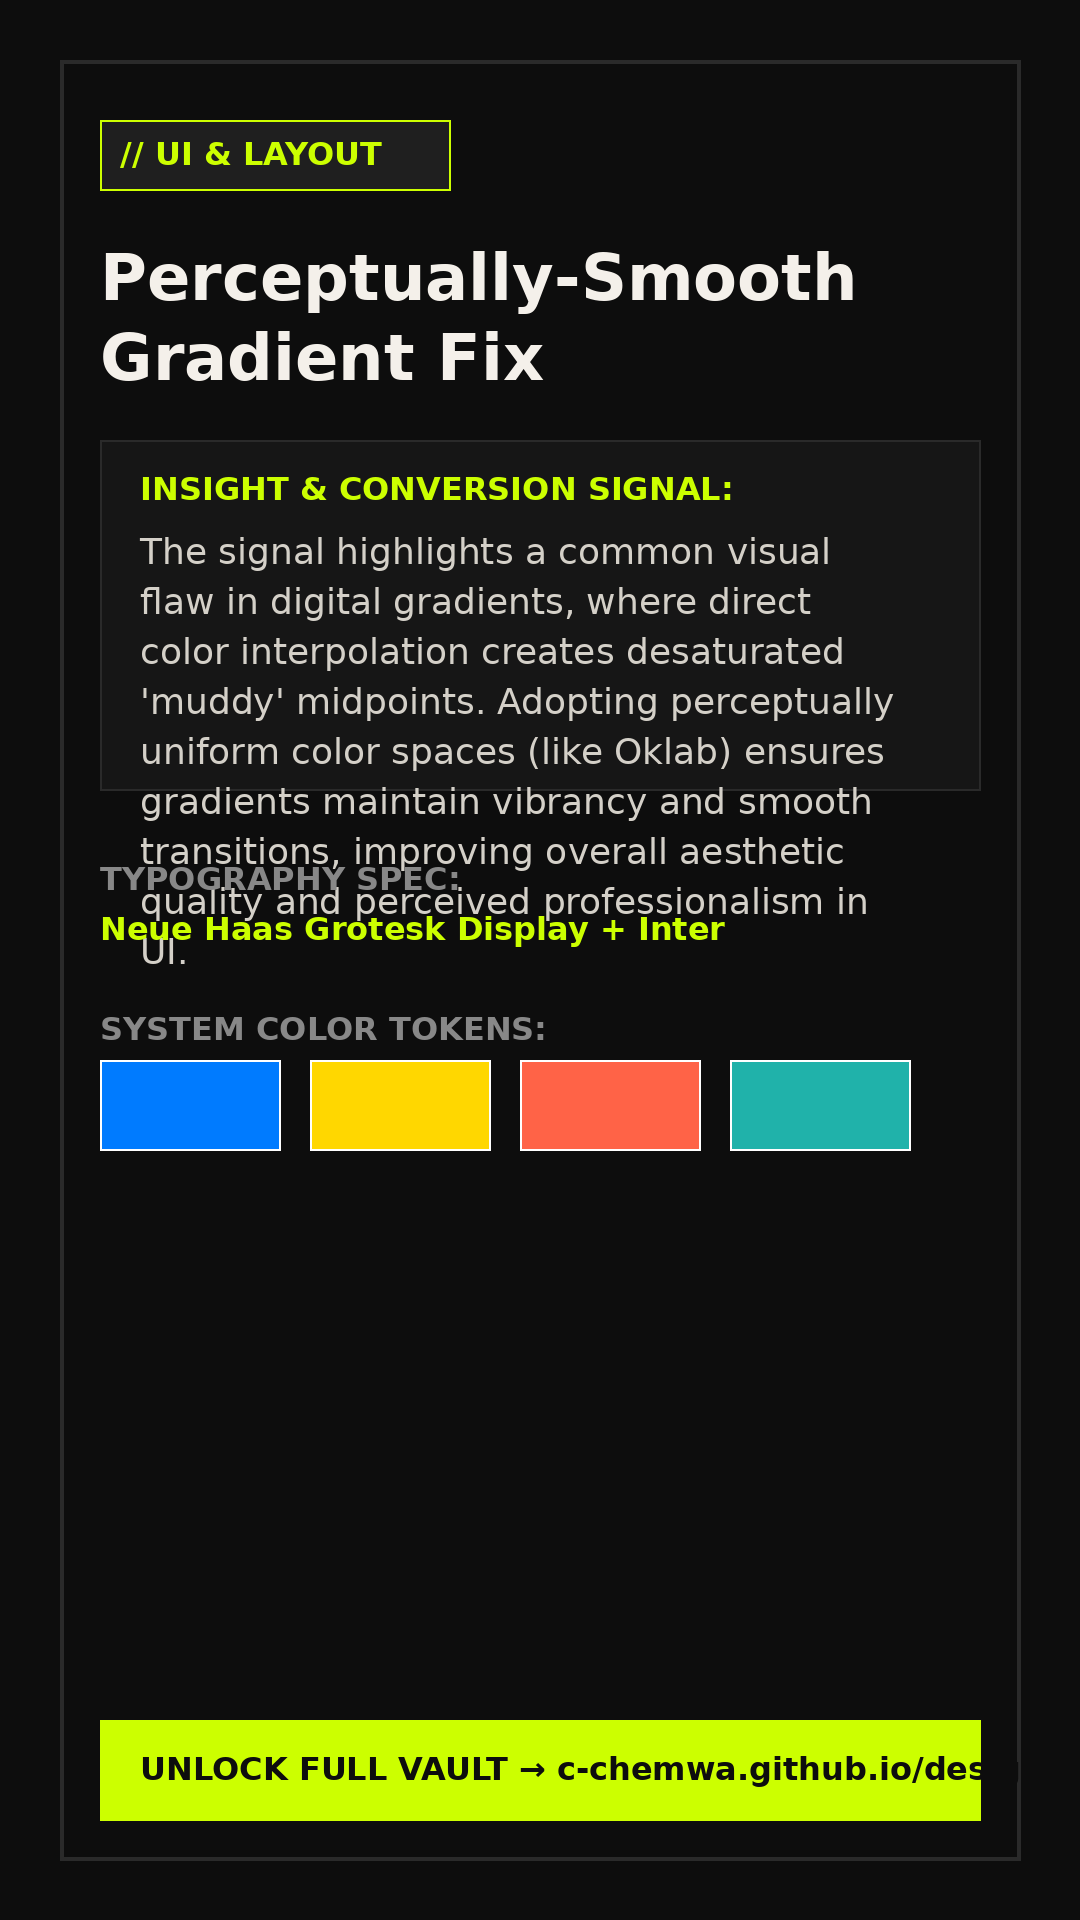 // UI & LAYOUT
Perceptually-Smooth
Gradient Fix
INSIGHT & CONVERSION SIGNAL:
The signal highlights a common visual
flaw in digital gradients, where direct
color interpolation creates desaturated
'muddy' midpoints. Adopting perceptually
uniform color spaces (like Oklab) ensures
gradients maintain vibrancy and smooth
transitions, improving overall aesthetic
quality and perceived professionalism in
UI.
TYPOGRAPHY SPEC:
Neue Haas Grotesk Display + Inter
SYSTEM COLOR TOKENS:
UNLOCK FULL VAULT → c-chemwa.github.io/des